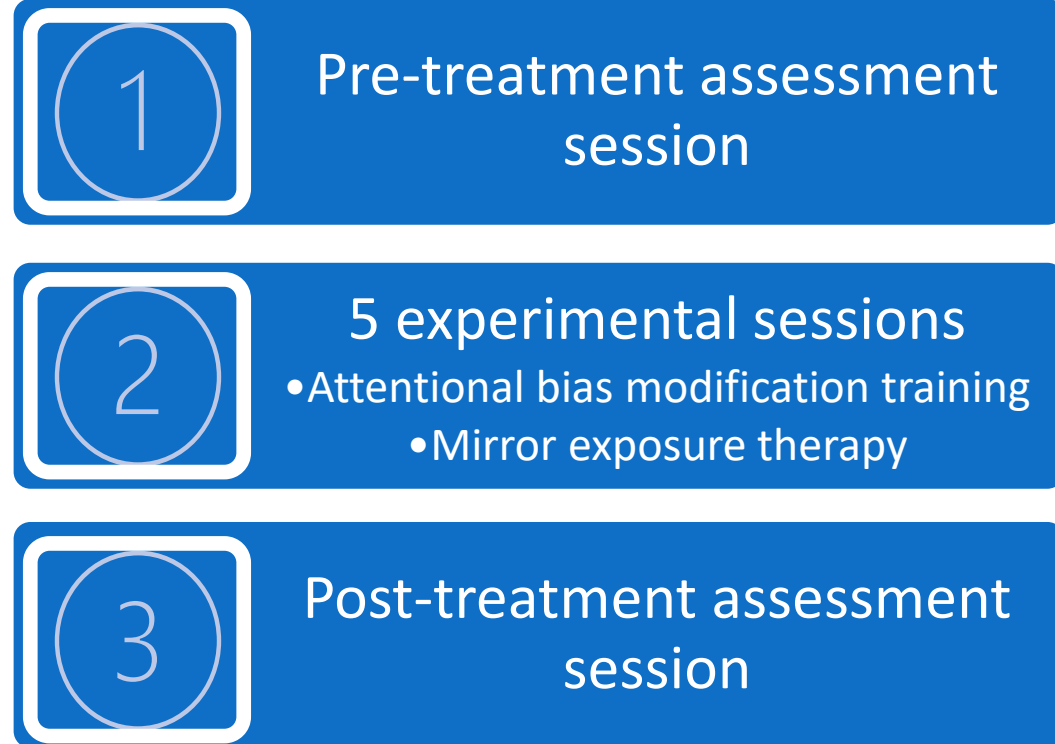 1
Pre-treatment assessment
session
2
5 experimental sessions
•Attentional bias modification training
•Mirror exposure therapy
3
Post-treatment assessment
session